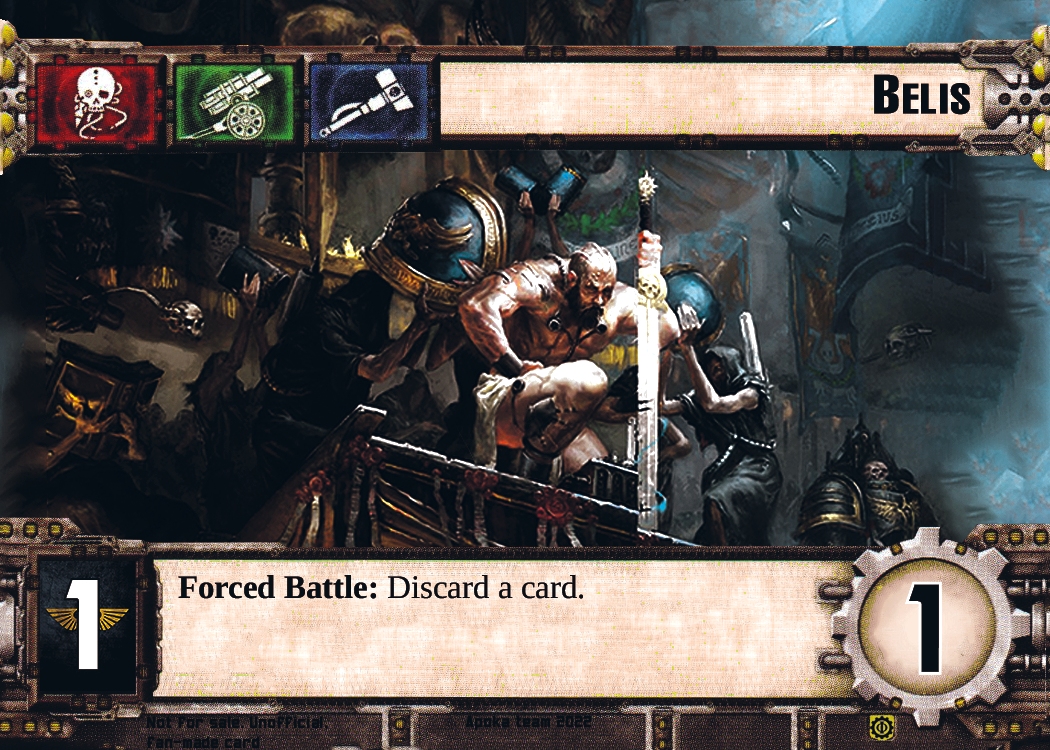 BELIS
1
Forced Battle: Discard a card.
1
Not for sale. Unofficial.
Fan-made card
Apoka team 2022